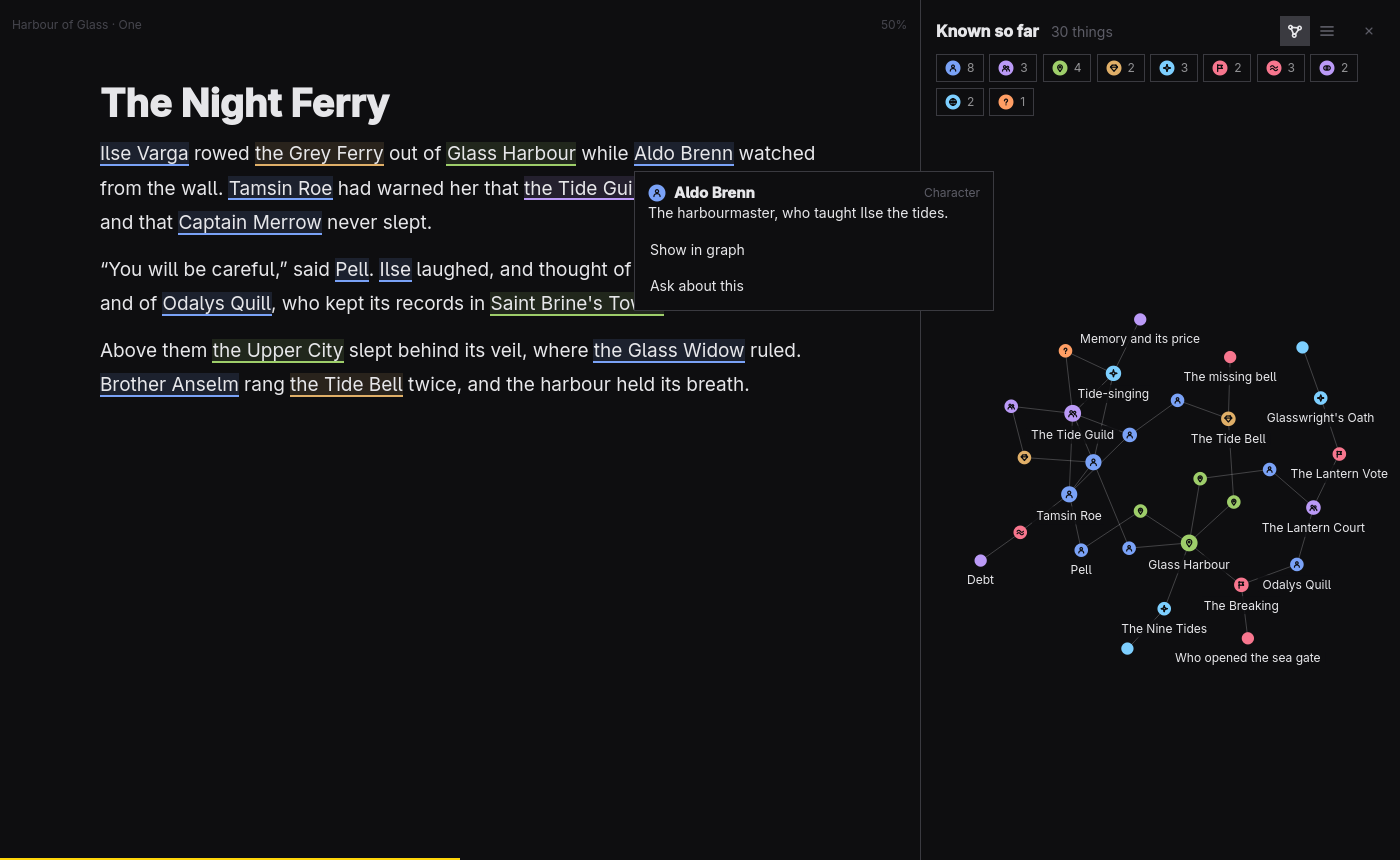 Harbour of Glass · One
50%
The Night Ferry
Ilse Varga rowed the Grey Ferry out of Glass Harbour while Aldo Brenn watched
from the wall. Tamsin Roe had warned her that the Tide
and that Captain Merrow never slept.
“You will be careful,” said Pell. Ilse laughed, and thought of
and of Odalys Quill, who kept its records in Saint Brine's
Above them the Upper City slept behind its veil, where the Glass Widow ruled.
Brother Anselm rang the Tide Bell twice, and the harbour held its breath.
Aldo Brenn
Character
The harbourmaster, who taught Ilse the tides.
Show in graph
Ask about this
Known so far 30 things
×
8 3 4 2 3 2 3 2
2 1
Memory and its price
The missing bell
Tide-singing
Glasswright's Oath
The Tide Guild
The Tide Bell
The Lantern Vote
Tamsin Roe
The Lantern Court
Pell
Glass Harbour
Debt
Odalys Quill
The Breaking
The Nine Tides
Who opened the sea gate